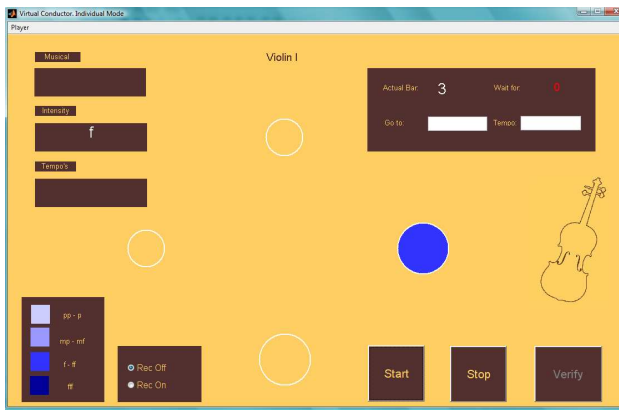 Virtual Conductor. Individual Mode
Player
Musical
Violin I
Actual Bar: 3 Wait for: 0
Intensity
f
Go to: Tempo:
Tempo's
pp - p
mp - mf
f - ff
fff
Rec Off
Rec On
Start Stop Verify